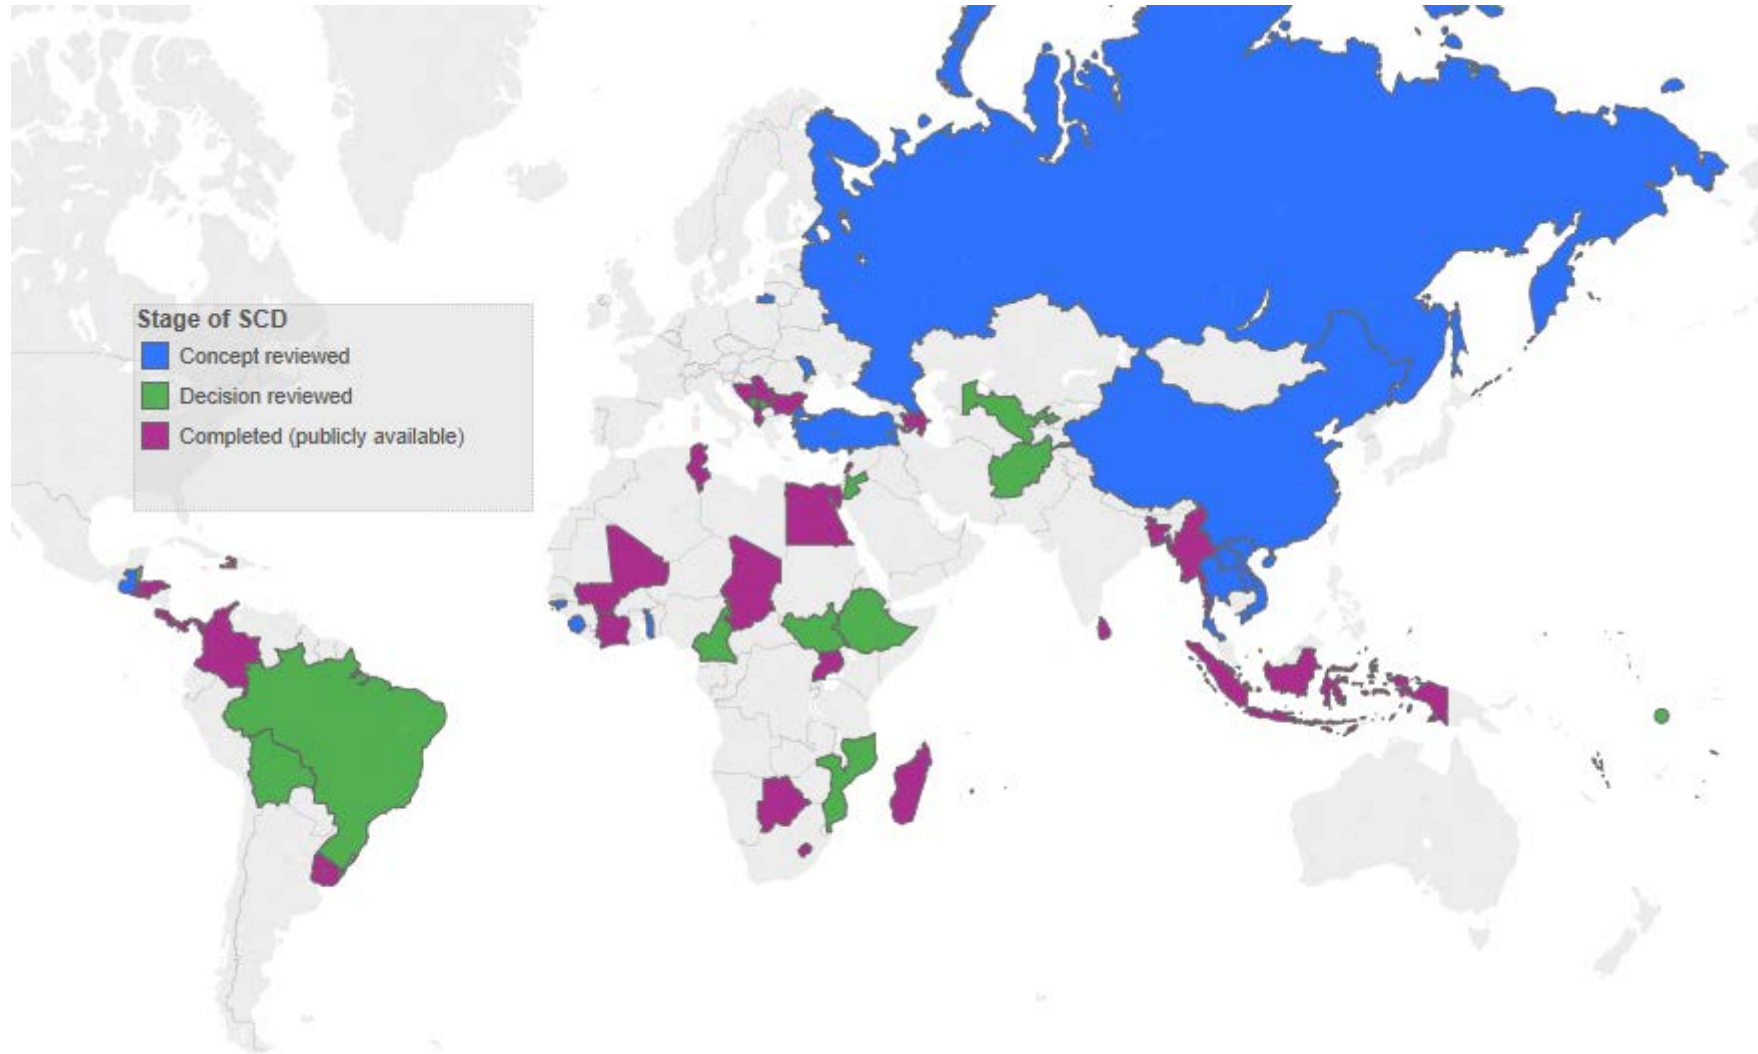 Stage of SCD
Concept reviewed
Decision reviewed
Completed (publicly available)